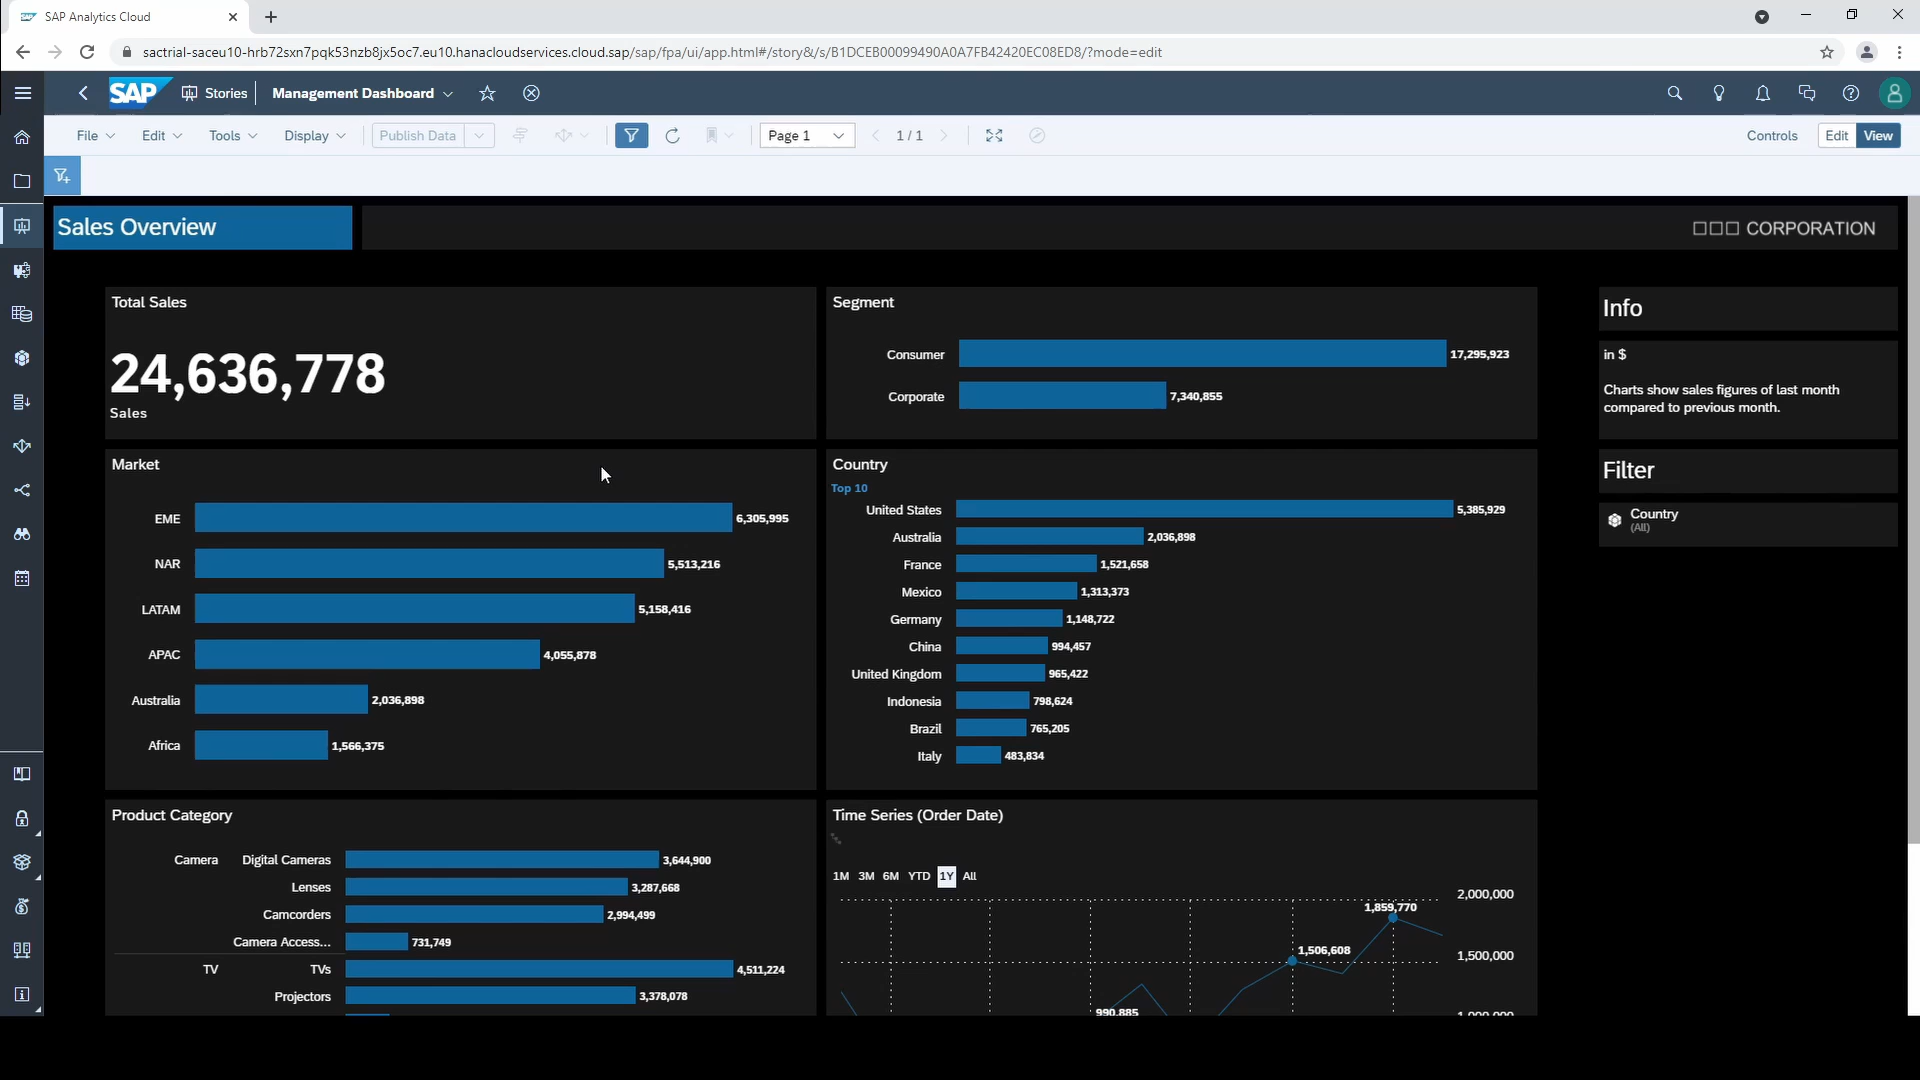 SAP Analytics Cloud
sactrial-saceu10-hrb72sxn7pqk53nzb8jx5oc7.eu10.hanacloudservices.cloud.sap/sap/fpa/ui/app.html#/story&/s/B1DCEB00099490A0A7FB42420EC08ED8/?mode=edit
SAP Stories Management Dashboard
File Edit Tools Display Publish Data Page 1 1 / 1 Controls Edit View
Sales Overview
□□□ CORPORATION
Total Sales
24,636,778
Sales
Segment
Consumer 17,295,923
Corporate 7,340,855
Info
in $
Charts show sales figures of last month
compared to previous month.
Filter
Country
(All)
Market
EME 6,305,995
NAR 5,513,216
LATAM 5,158,416
APAC 4,055,878
Australia 2,036,898
Africa 1,566,375
Country
Top 10
United States 5,385,929
Australia 2,036,898
France 1,521,658
Mexico 1,313,373
Germany 1,148,722
China 994,457
United Kingdom 965,422
Indonesia 798,624
Brazil 765,205
Italy 483,834
Product Category
Camera Digital Cameras 3,644,900
Lenses 3,287,668
Camcorders 2,994,499
Camera Access... 731,749
TV TVs 4,511,224
Projectors 3,378,078
Time Series (Order Date)
1M 3M 6M YTD 1Y All
2,000,000
1,859,770
1,506,608
1,500,000
990,885
1,000,000